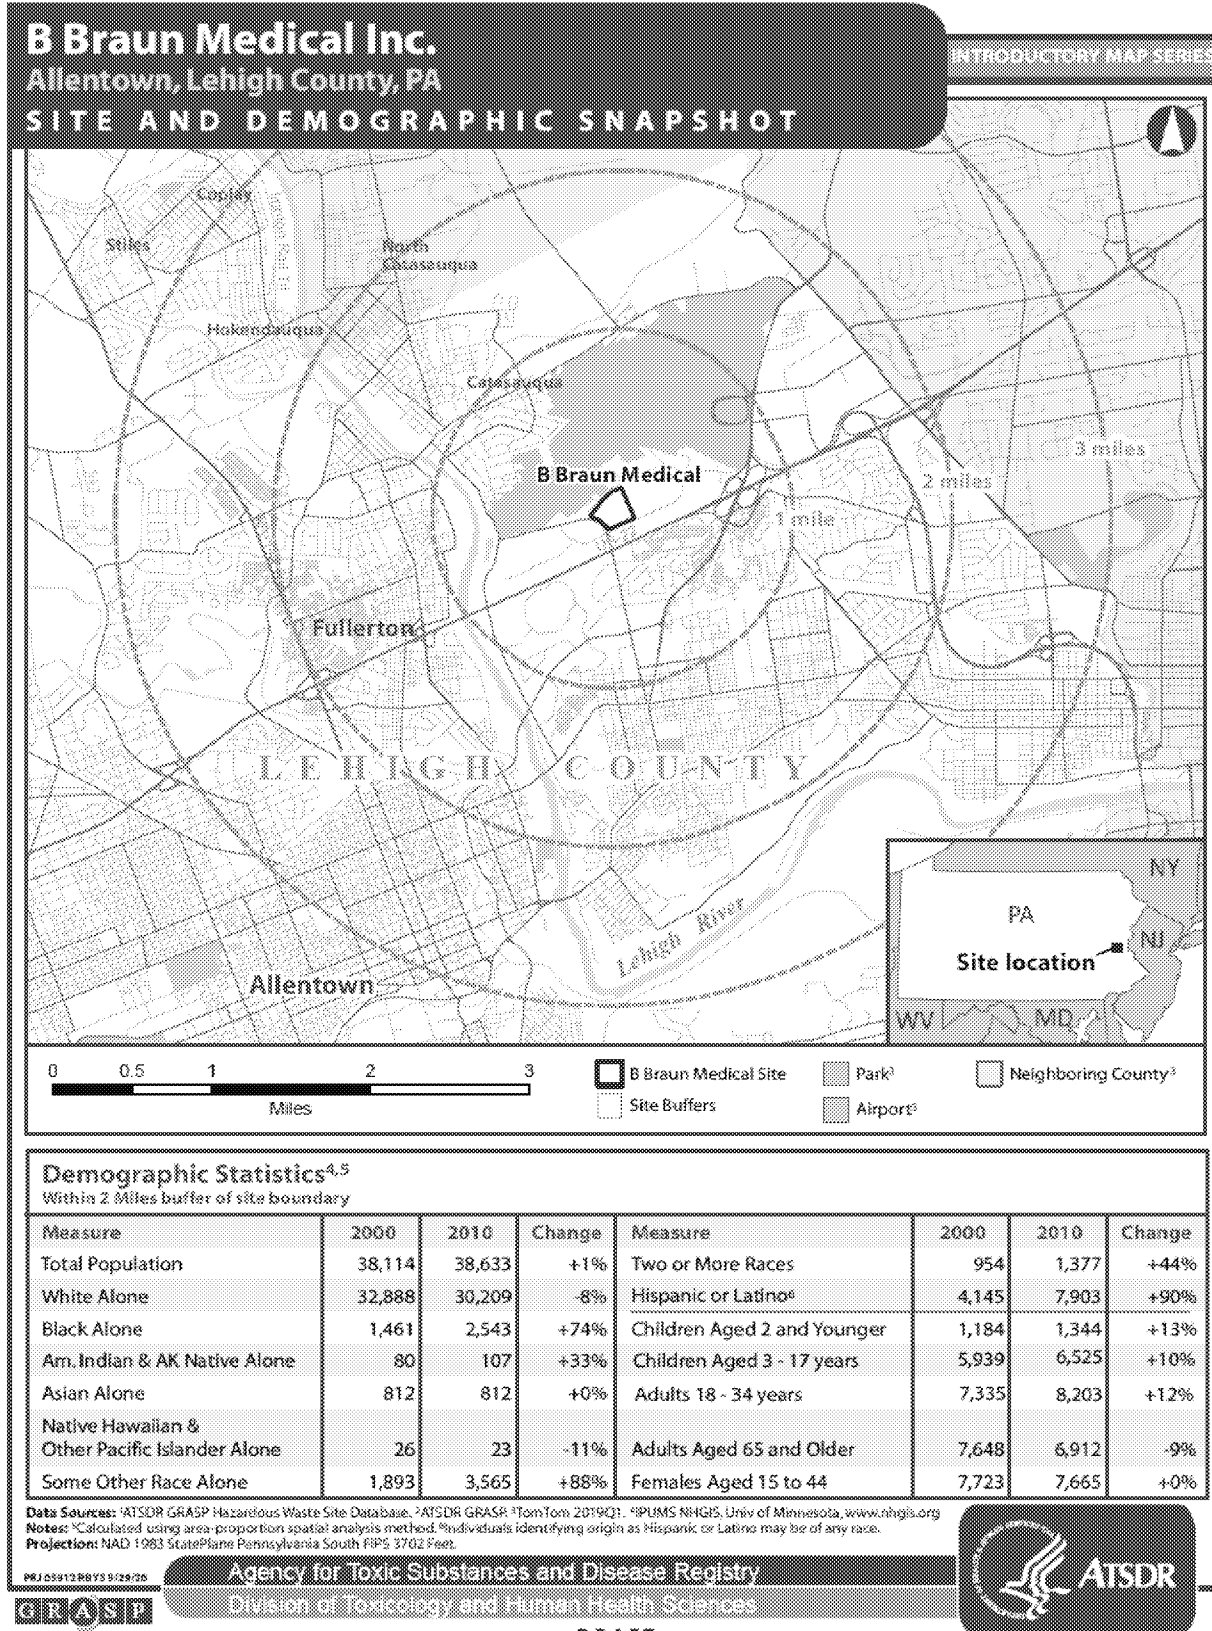 B Braun Medical Inc.
Allentown, Lehigh County, PA
SITE AND DEMOGRAPHIC SNAPSHOT
INTRODUCTORY MAP SERIES
Coplay
Stiles
North
Catasauqua
Hokendauqua
Catasauqua
B Braun Medical
3 miles
2 miles
1 mile
Fullerton
LEHIGH COUNTY
Lehigh River
Allentown
NY
PA
NJ
Site location
WV
MD
0 0.5 1 2 3
Miles
B Braun Medical Site
Site Buffers
Park³
Airport³
Neighboring County³
Demographic Statistics⁴,⁵
Within 2 Miles buffer of site boundary
Measure 2000 2010 Change Measure 2000 2010 Change
Total Population 38,114 38,633 +1% Two or More Races 954 1,377 +44%
White Alone 32,888 30,209 -8% Hispanic or Latino⁶ 4,145 7,903 +90%
Black Alone 1,461 2,543 +74% Children Aged 2 and Younger 1,184 1,344 +13%
Am. Indian & AK Native Alone 80 107 +33% Children Aged 3 - 17 years 5,939 6,525 +10%
Asian Alone 812 812 +0% Adults 18 - 34 years 7,335 8,203 +12%
Native Hawaiian &
Other Pacific Islander Alone 26 23 -11% Adults Aged 65 and Older 7,648 6,912 -9%
Some Other Race Alone 1,893 3,565 +88% Females Aged 15 to 44 7,723 7,665 +0%
Data Sources: ¹ATSDR GRASP Hazardous Waste Site Database. ²ATSDR GRASP. ³TomTom 2019Q1. ⁴IPUMS NHGIS, Univ of Minnesota, www.nhgis.org
Notes: ⁵Calculated using area-proportion spatial analysis method. ⁶Individuals identifying origin as Hispanic or Latino may be of any race.
Projection: NAD 1983 StatePlane Pennsylvania South FIPS 3702 Feet.
Agency for Toxic Substances and Disease Registry
Division of Toxicology and Human Health Sciences
GRASP
ATSDR